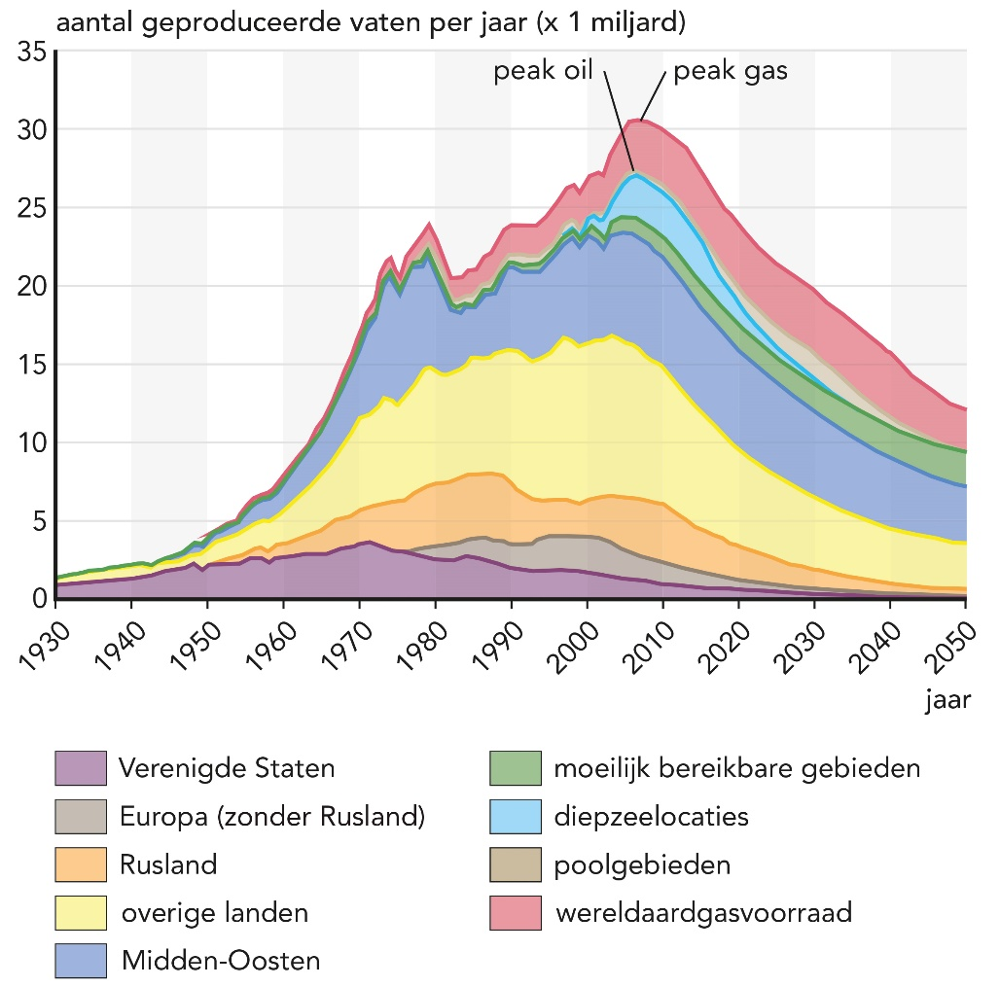 aantal geproduceerde vaten per jaar (x 1 miljard)
35
peak oil
peak gas
30
25
20
15
10
5
0
1930
1940
1950
1960
1970
1980
1990
2000
2010
2020
2030
2040
2050
jaar
Verenigde Staten
Europa (zonder Rusland)
Rusland
overige landen
Midden-Oosten
moeilijk bereikbare gebieden
diepzeelocaties
poolgebieden
wereldaardgasvoorraad